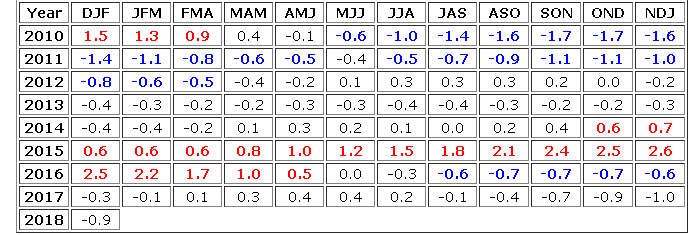 Year DJF JFM FMA MAM AMJ MJJ JJA JAS ASO SON OND NDJ
2010 1.5 1.3 0.9 0.4 -0.1 -0.6 -1.0 -1.4 -1.6 -1.7 -1.7 -1.6
2011 -1.4 -1.1 -0.8 -0.6 -0.5 -0.4 -0.5 -0.7 -0.9 -1.1 -1.1 -1.0
2012 -0.8 -0.6 -0.5 -0.4 -0.2 0.1 0.3 0.3 0.3 0.2 0.0 -0.2
2013 -0.4 -0.3 -0.2 -0.2 -0.3 -0.3 -0.4 -0.4 -0.3 -0.2 -0.2 -0.3
2014 -0.4 -0.4 -0.2 0.1 0.3 0.2 0.1 0.0 0.2 0.4 0.6 0.7
2015 0.6 0.6 0.6 0.8 1.0 1.2 1.5 1.8 2.1 2.4 2.5 2.6
2016 2.5 2.2 1.7 1.0 0.5 0.0 -0.3 -0.6 -0.7 -0.7 -0.7 -0.6
2017 -0.3 -0.1 0.1 0.3 0.4 0.4 0.2 -0.1 -0.4 -0.7 -0.9 -1.0
2018 -0.9